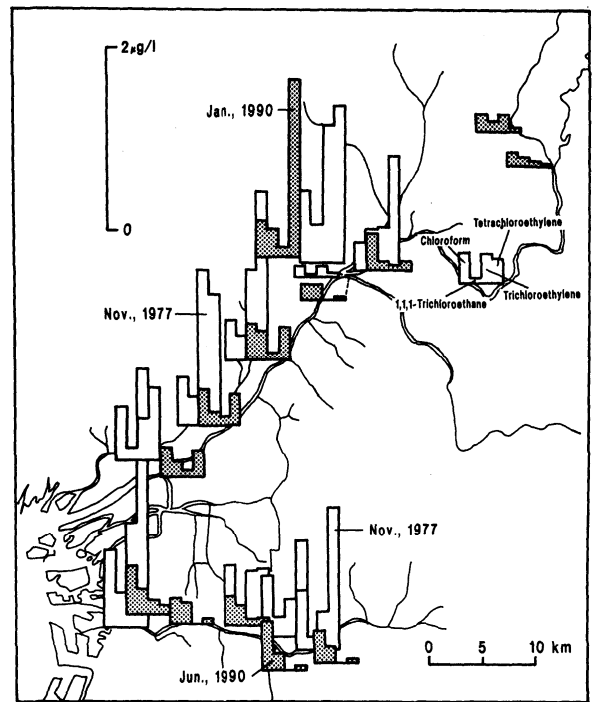 2µg/l
Jan., 1990
0
Tetrachloroethylene
Chloroform
Trichloroethylene
1,1,1-Trichloroethane
Nov., 1977
Nov., 1977
0 5 10 km
Jun., 1990